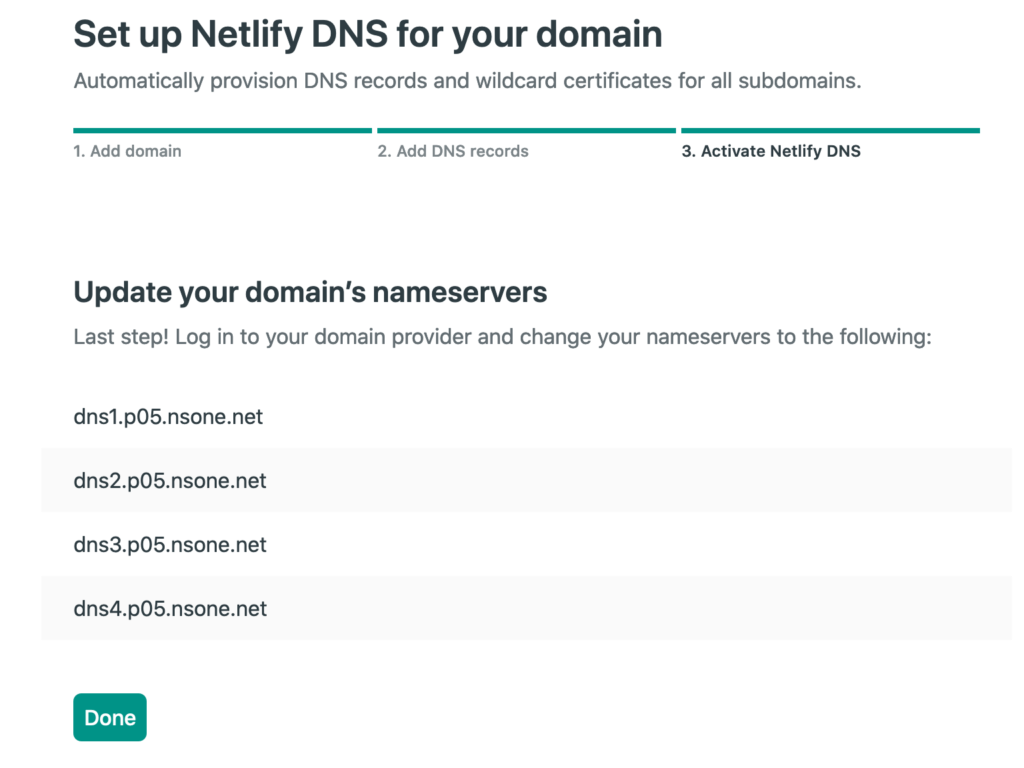 Set up Netlify DNS for your domain
Automatically provision DNS records and wildcard certificates for all subdomains.
1. Add domain
2. Add DNS records
3. Activate Netlify DNS
Update your domain’s nameservers
Last step! Log in to your domain provider and change your nameservers to the following:
dns1.p05.nsone.net
dns2.p05.nsone.net
dns3.p05.nsone.net
dns4.p05.nsone.net
Done